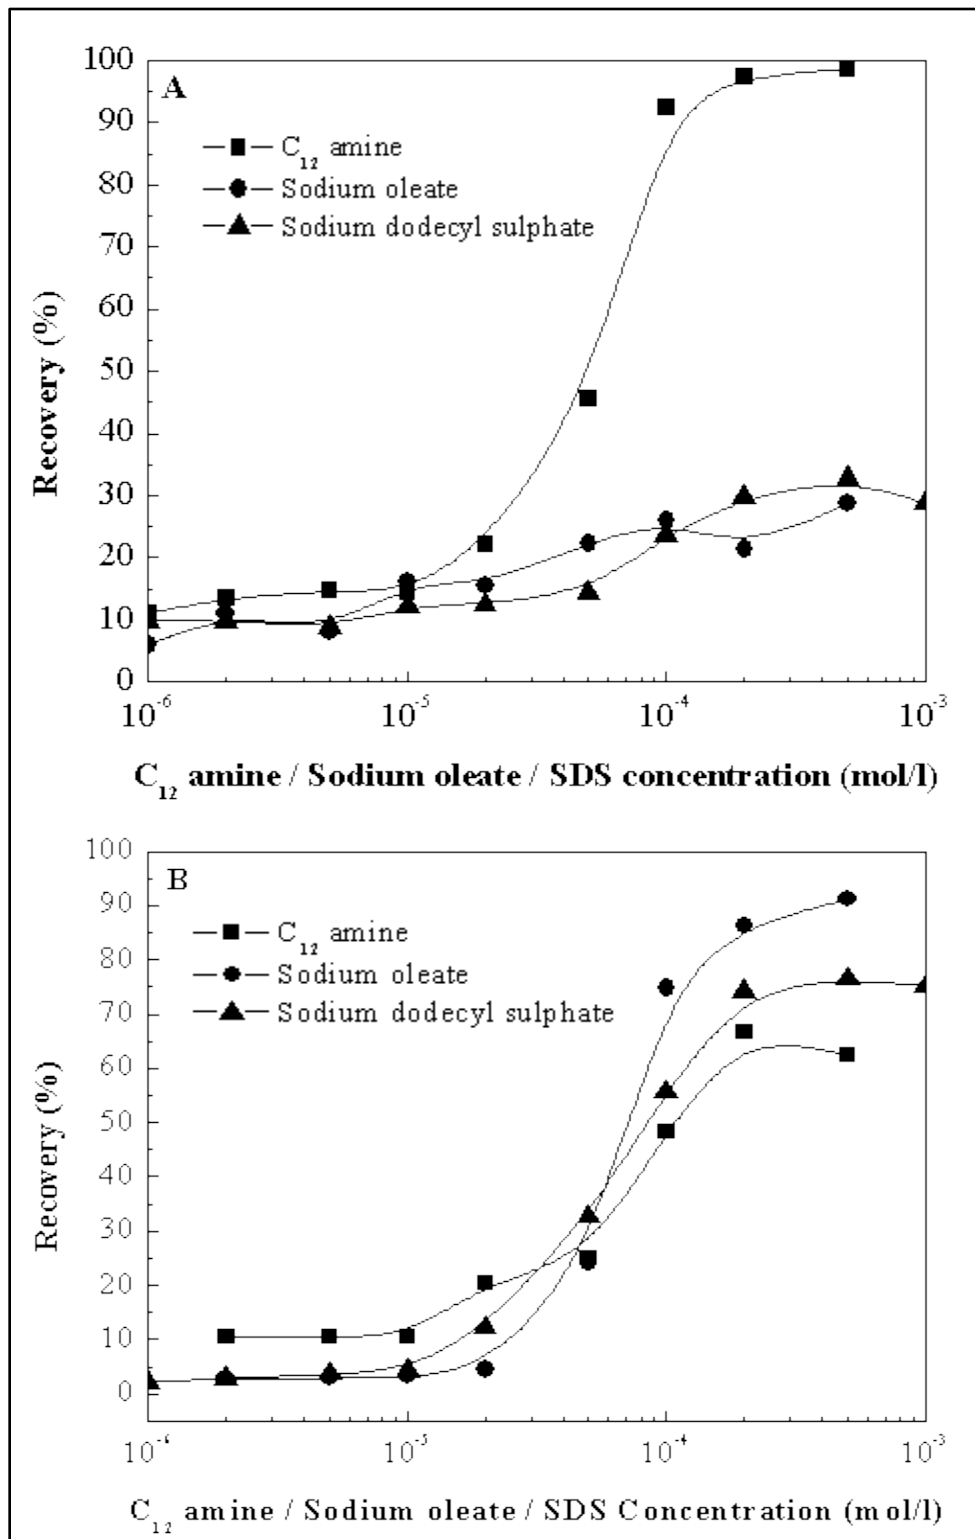 A
100
90
80
70
60
50
40
30
20
10
0
Recovery (%)
C₁₂ amine
Sodium oleate
Sodium dodecyl sulphate
10⁻⁶ 10⁻⁵ 10⁻⁴ 10⁻³
C₁₂ amine / Sodium oleate / SDS concentration (mol/l)
B
100
90
80
70
60
50
40
30
20
10
0
Recovery (%)
C₁₂ amine
Sodium oleate
Sodium dodecyl sulphate
10⁻⁶ 10⁻⁵ 10⁻⁴ 10⁻³
C₁₂ amine / Sodium oleate / SDS Concentration (mol/l)